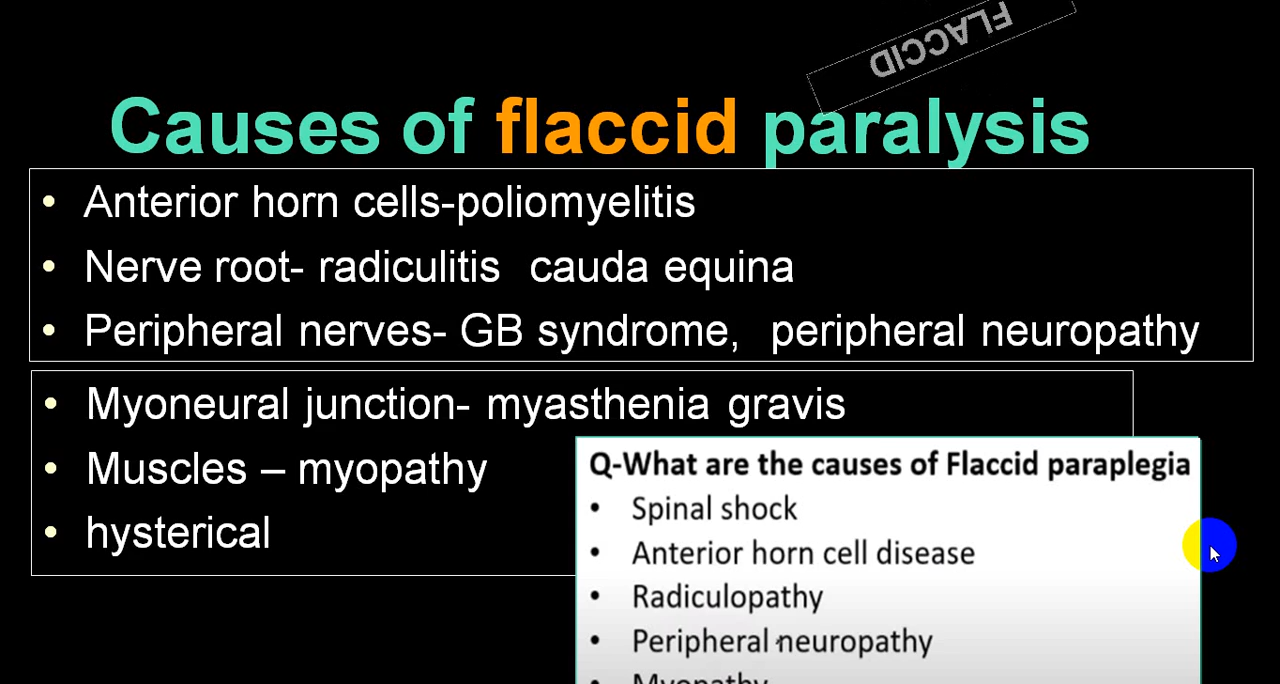 FLACCID
Causes of flaccid paralysis
• Anterior horn cells-poliomyelitis
• Nerve root- radiculitis cauda equina
• Peripheral nerves- GB syndrome, peripheral neuropathy
• Myoneural junction- myasthenia gravis
• Muscles – myopathy
• hysterical
Q-What are the causes of Flaccid paraplegia
• Spinal shock
• Anterior horn cell disease
• Radiculopathy
• Peripheral neuropathy
• Myopathy